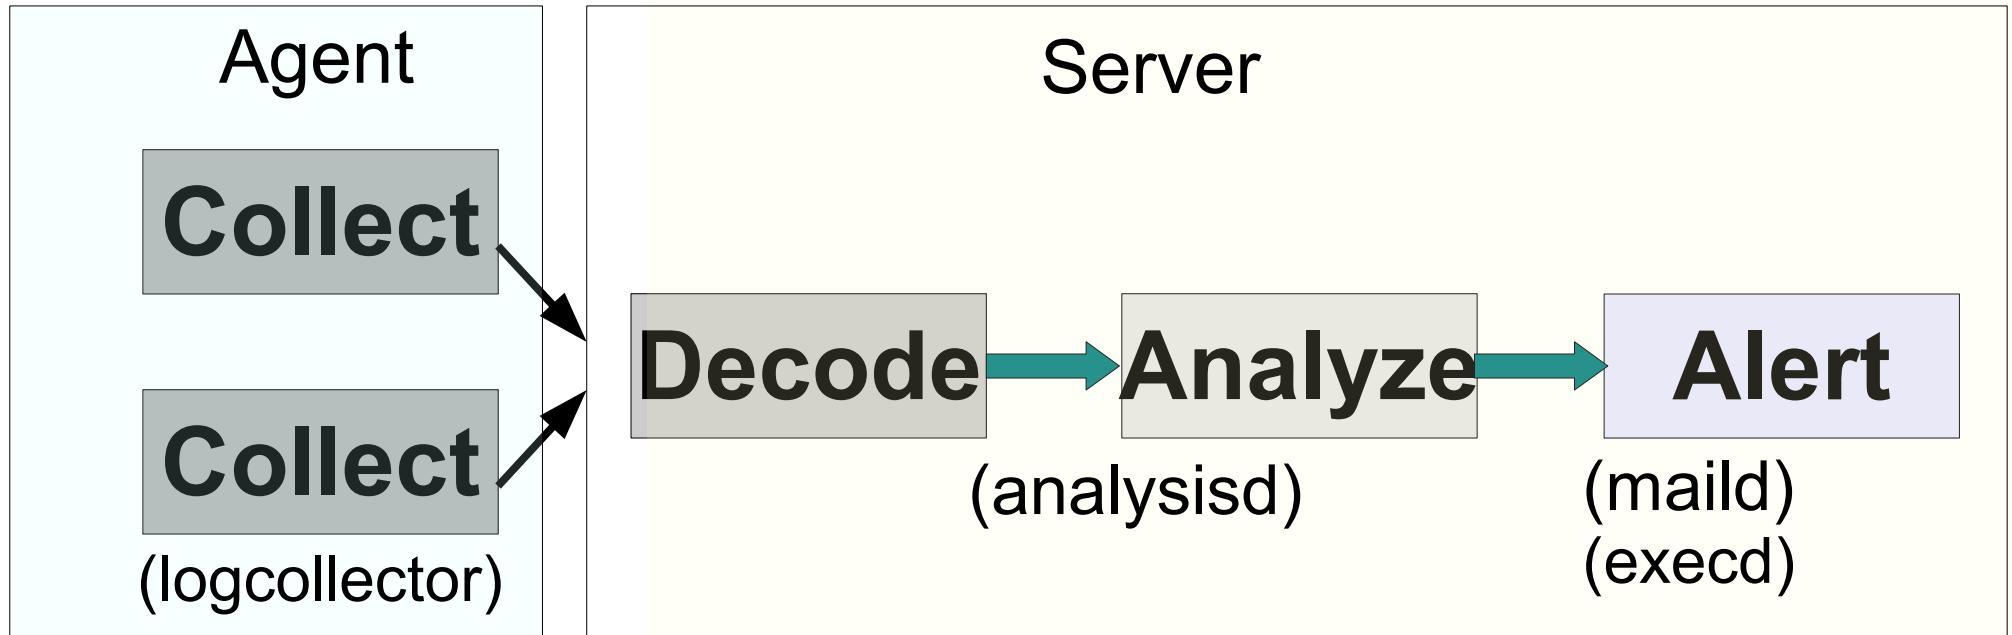 Agent
Collect
Collect
(logcollector)
Server
Decode
Analyze
Alert
(analysisd)
(maild)
(execd)